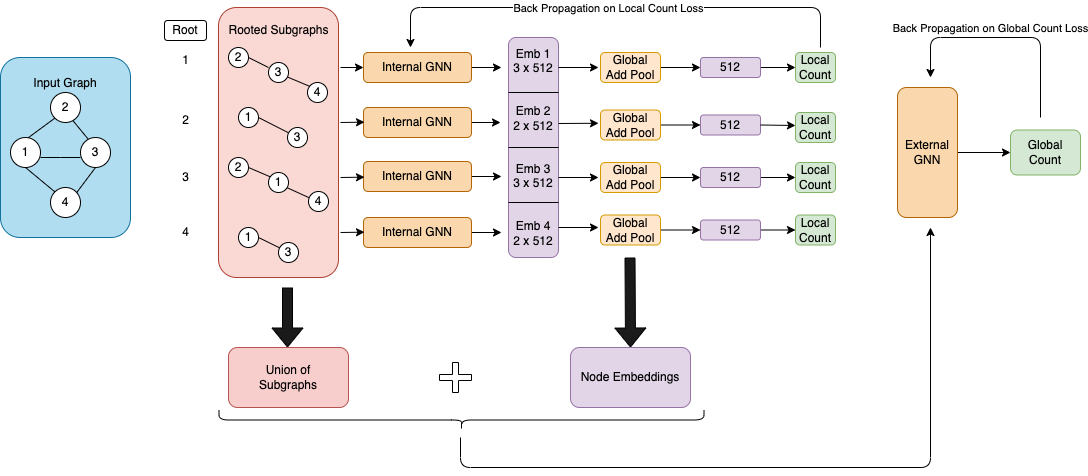 Back Propagation on Local Count Loss
Back Propagation on Global Count Loss
Root
Rooted Subgraphs
Input Graph
2
1
3
4
1
2
3
4
Internal GNN
Emb 1
3 x 512
Global
Add Pool
512
Local
Count
2
1
3
Internal GNN
Emb 2
2 x 512
Global
Add Pool
512
Local
Count
3
2
1
4
Internal GNN
Emb 3
3 x 512
Global
Add Pool
512
Local
Count
4
1
3
Internal GNN
Emb 4
2 x 512
Global
Add Pool
512
Local
Count
External
GNN
Global
Count
Union of
Subgraphs
Node Embeddings